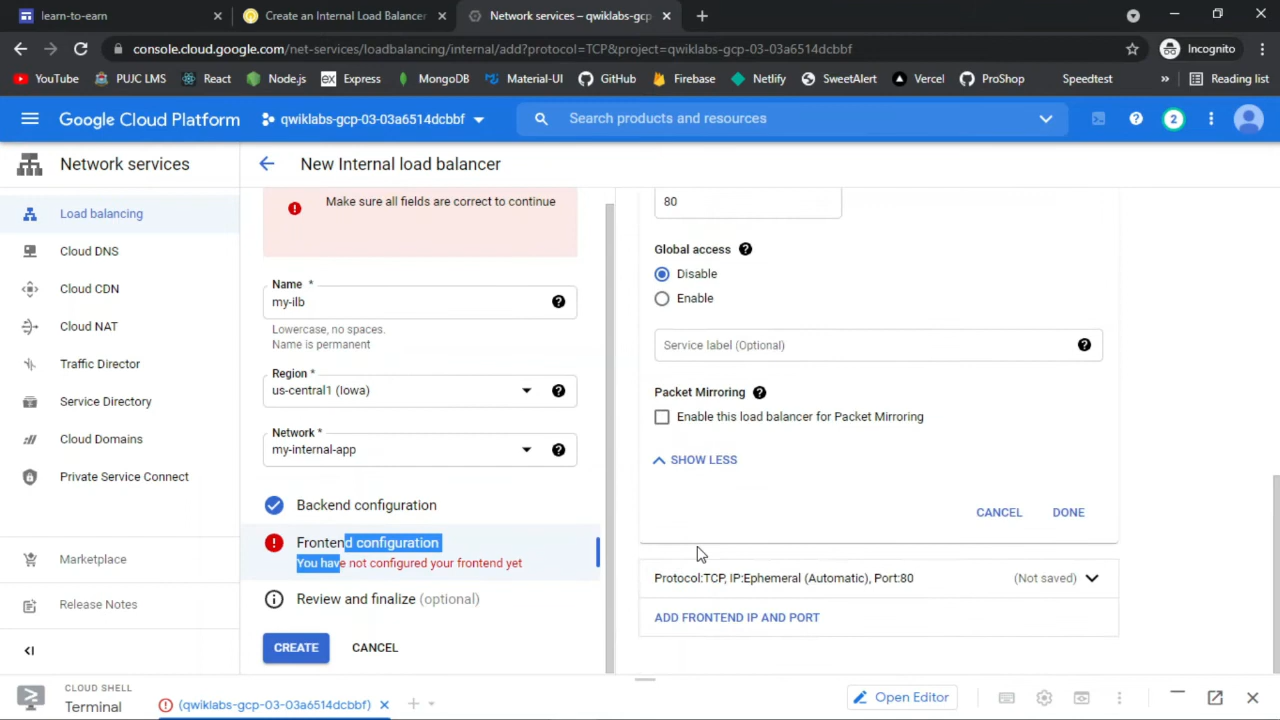 learn-to-earn
Create an Internal Load Balancer
Network services – qwiklabs-gcp
console.cloud.google.com/net-services/loadbalancing/internal/add?protocol=TCP&project=qwiklabs-gcp-03-03a6514dcbbf
Incognito
YouTube
PUJC LMS
React
Node.js
ex Express
MongoDB
Material-UI
GitHub
Firebase
Netlify
SweetAlert
Vercel
ProShop
Speedtest
»
Reading list
Google Cloud Platform
qwiklabs-gcp-03-03a6514dcbbf
Search products and resources
2
Network services
New Internal load balancer
Load balancing
Cloud DNS
Cloud CDN
Cloud NAT
Traffic Director
Service Directory
Cloud Domains
Private Service Connect
Marketplace
Release Notes
Make sure all fields are correct to continue
Name *
my-ilb
Lowercase, no spaces.
Name is permanent
Region *
us-central1 (Iowa)
Network *
my-internal-app
Backend configuration
Frontend configuration
You have not configured your frontend yet
Review and finalize (optional)
CREATE
CANCEL
80
Global access
Disable
Enable
Service label (Optional)
Packet Mirroring
Enable this load balancer for Packet Mirroring
SHOW LESS
CANCEL
DONE
Protocol:TCP, IP:Ephemeral (Automatic), Port:80
(Not saved)
ADD FRONTEND IP AND PORT
CLOUD SHELL
Terminal
(qwiklabs-gcp-03-03a6514dcbbf)
Open Editor